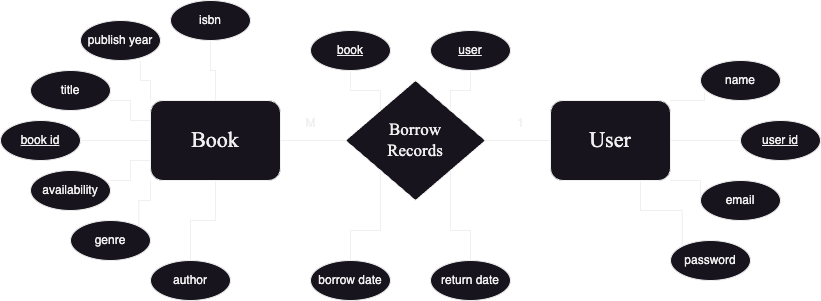 isbn
publish year
title
book id
availability
genre
author
Book
M
book
user
Borrow
Records
borrow date
return date
1
User
name
user id
email
password